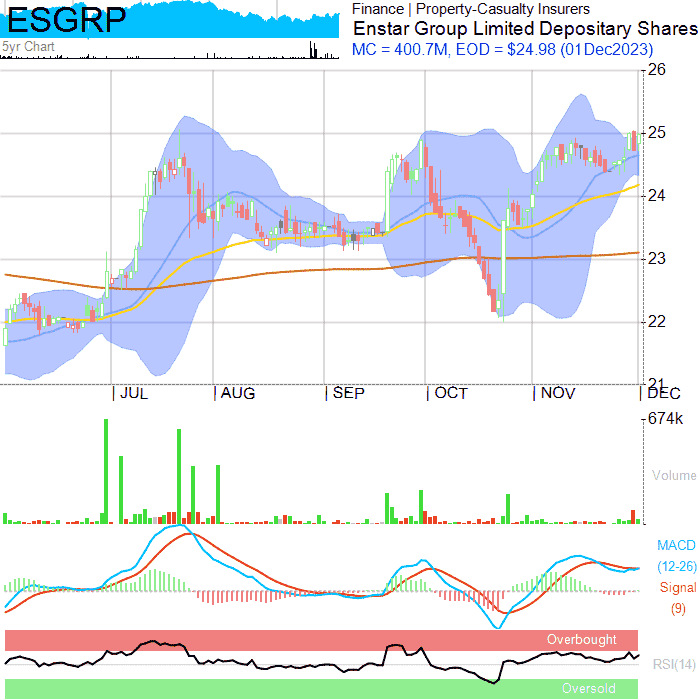 ESGRP
5yr Chart
Finance | Property-Casualty Insurers
Enstar Group Limited Depositary Shares
MC = 400.7M, EOD = $24.98 (01Dec2023)
26
25
24
23
22
21
| JUL | AUG | SEP | OCT | NOV | DEC
674k
Volume
MACD
(12-26)
Signal
(9)
Overbought
RSI(14)
Oversold